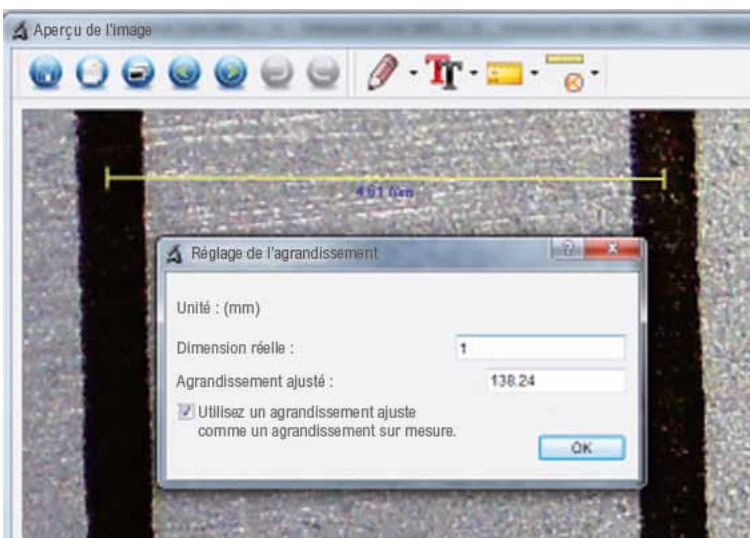 Aperçu de l'image
TT
Réglage de l'agrandissement
Unité : (mm)
Dimension réelle :
1
Agrandissement ajusté :
138.24
Utilisez un agrandissement ajuste
comme un agrandissement sur mesure.
OK